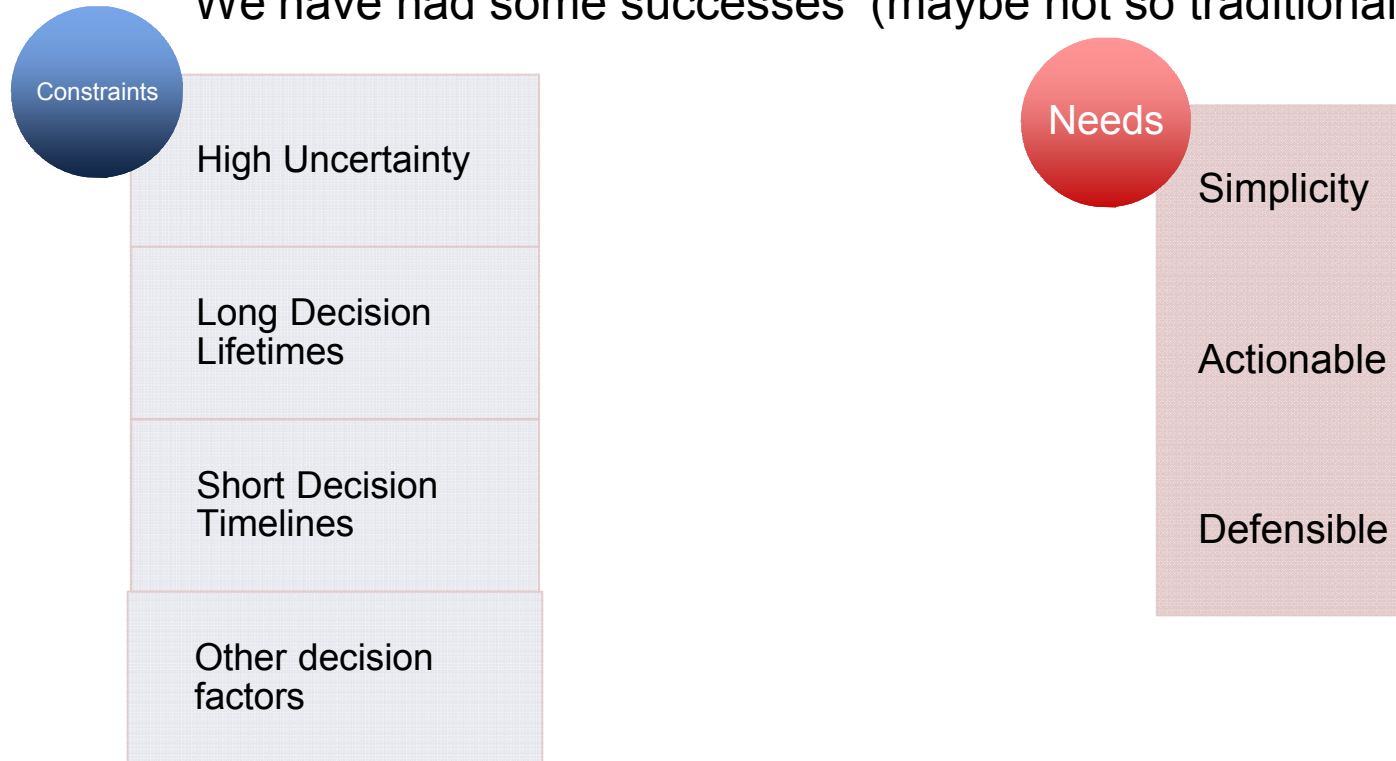 We have had some successes (maybe not so traditional
Constraints
High Uncertainty
Long Decision
Lifetimes
Short Decision
Timelines
Other decision
factors
Needs
Simplicity
Actionable
Defensible